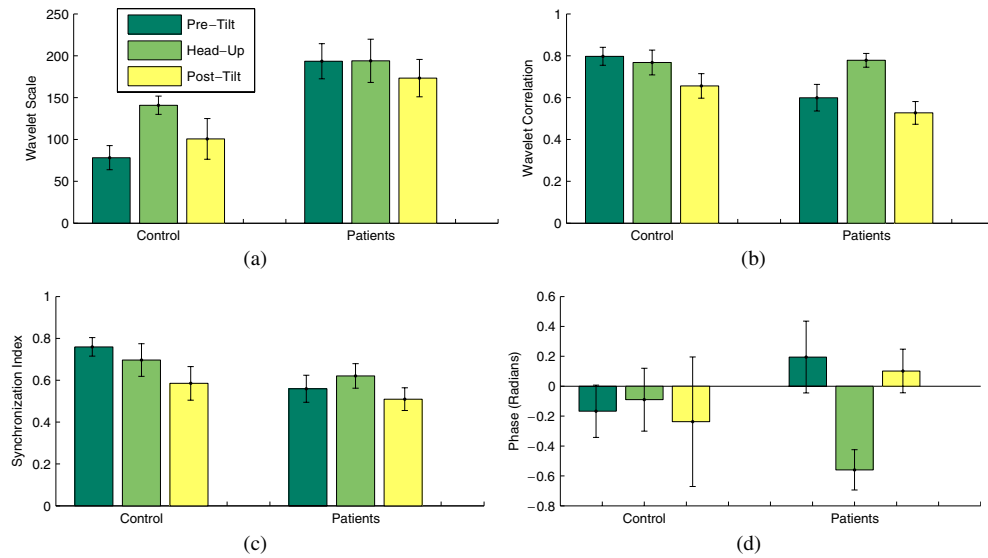 250
200
150
100
50
0
Wavelet Scale
Pre−Tilt
Head−Up
Post−Tilt
Control
Patients
(a)
1
0.8
0.6
0.4
0.2
0
Wavelet Correlation
Control
Patients
(b)
1
0.8
0.6
0.4
0.2
0
Synchronization Index
Control
Patients
(c)
0.6
0.4
0.2
0
−0.2
−0.4
−0.6
−0.8
Phase (Radians)
Control
Patients
(d)